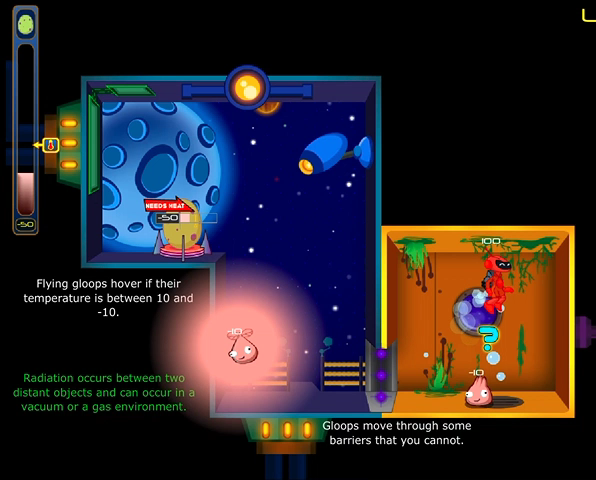 NEEDS HEAT
-50
100
-50
Flying gloops hover if their
temperature is between 10 and
-10.
-10
?
-10
Radiation occurs between two
distant objects and can occur in a
vacuum or a gas environment.
Gloops move through some
barriers that you cannot.